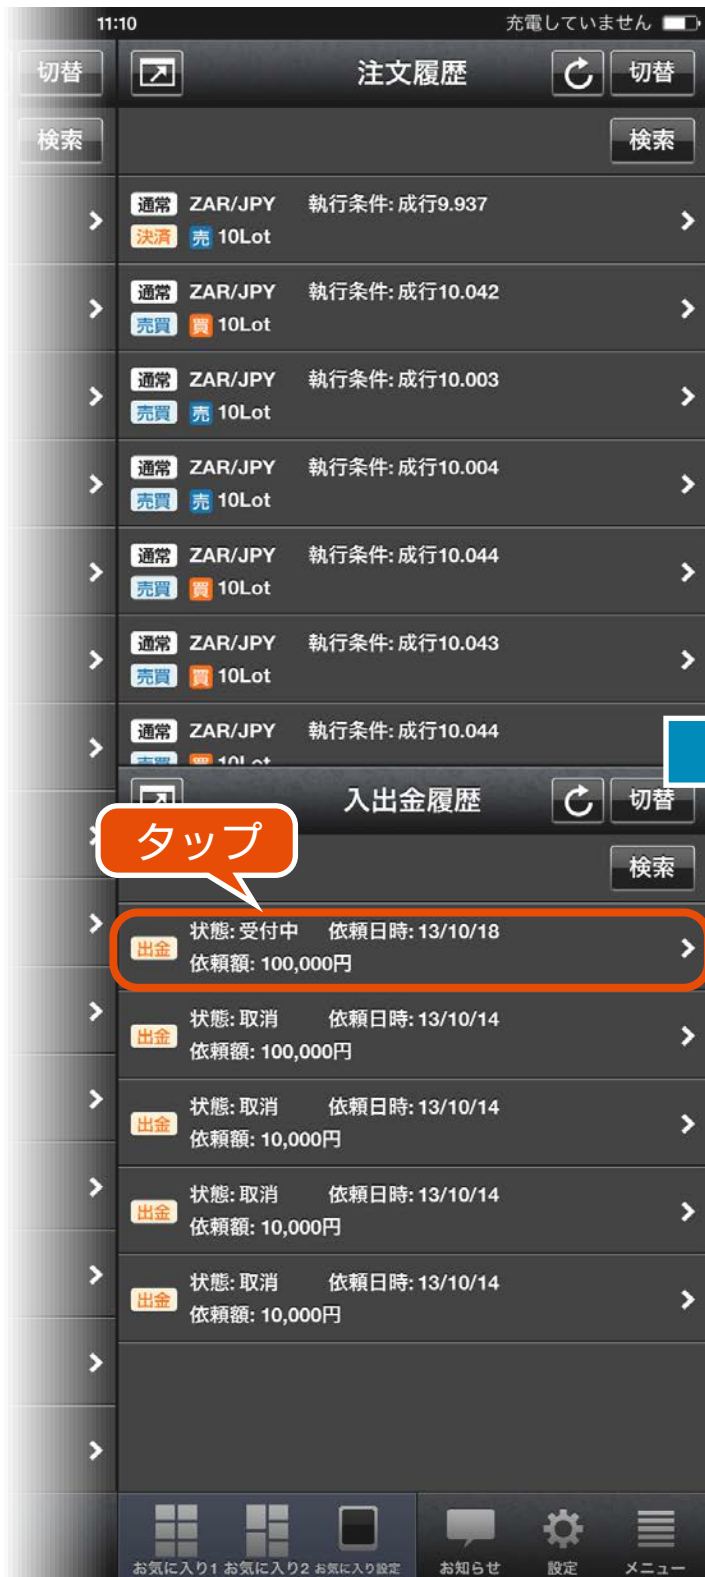 11:10 充電していません
切替 注文履歴 切替
検索 検索
通常 ZAR/JPY 執行条件: 成行9.937
決済 売 10Lot
通常 ZAR/JPY 執行条件: 成行10.042
売買 買 10Lot
通常 ZAR/JPY 執行条件: 成行10.003
売買 売 10Lot
通常 ZAR/JPY 執行条件: 成行10.004
売買 売 10Lot
通常 ZAR/JPY 執行条件: 成行10.044
売買 買 10Lot
通常 ZAR/JPY 執行条件: 成行10.043
売買 買 10Lot
通常 ZAR/JPY 執行条件: 成行10.044
売買 買 10Lot
入出金履歴 切替
タップ
検索
出金 状態: 受付中 依頼日時: 13/10/18
依頼額: 100,000円
出金 状態: 取消 依頼日時: 13/10/14
依頼額: 100,000円
出金 状態: 取消 依頼日時: 13/10/14
依頼額: 10,000円
出金 状態: 取消 依頼日時: 13/10/14
依頼額: 10,000円
出金 状態: 取消 依頼日時: 13/10/14
依頼額: 10,000円
お気に入り1 お気に入り2 お気に入り設定 お知らせ 設定 メニュー